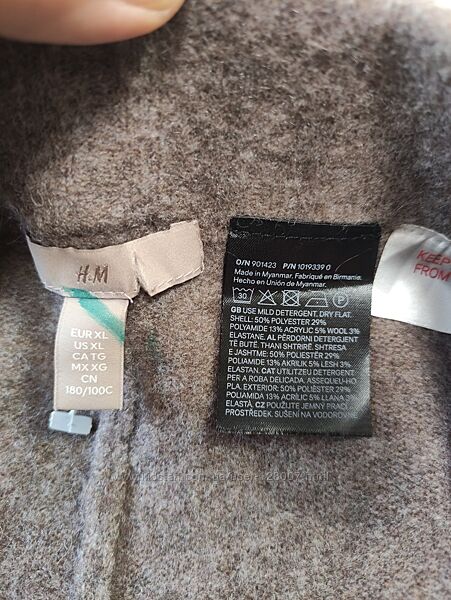 H&M
EUR XL
US XL
CA TG
MX XG
CN
180/100C
O/N 901423 P/N 1019339 0
Made in Myanmar. Fabriqué en Birmanie.
Hecho en Unión de Myanmar.
30
P
GB USE MILD DETERGENT. DRY FLAT.
SHELL: 50% POLYESTER 29%
POLYAMIDE 13% ACRYLIC 5% WOOL 3%
ELASTANE. AL PËRDORNI DETERGJENT
TË BUTË. THAN SHTRIRË. SHTRESA
E JASHTME: 50% POLIESTËR 29%
POLIAMID 13% AKRILIK 5% LESH 3%
ELASTAN. CAT UTILITZEU DETERGENT
PER A ROBA DELICADA. ASSEQUEU-HO
PLA. EXTERIOR: 50% POLIÈSTER 29%
POLIAMIDA 13% ACRÍLIC 5% LLANA 3%
ELASTÀ. CZ POUŽIJTE JEMNÝ PRACÍ
PROSTŘEDEK. SUŠENÍ NA VODOROVNÉ
KEEP
FROM